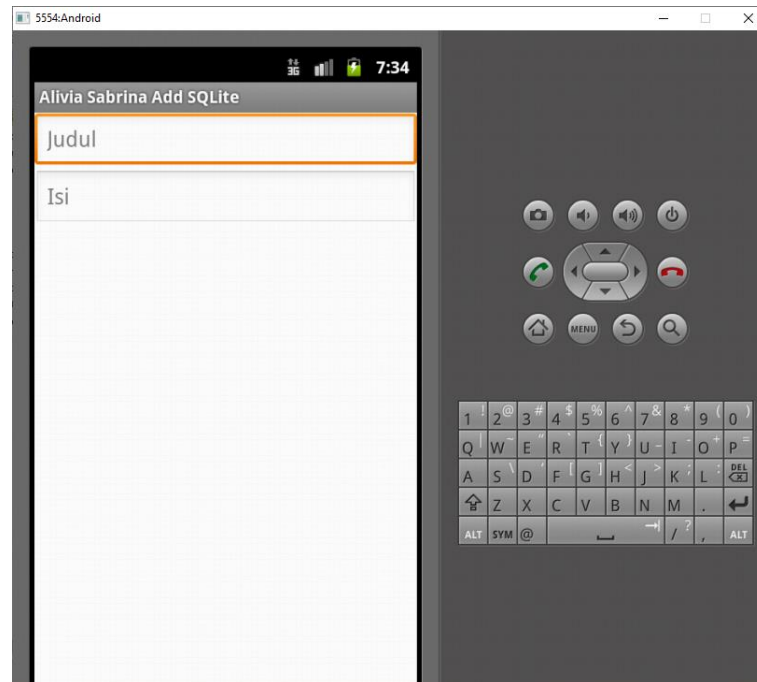 5554:Android
3G 7:34
Alivia Sabrina Add SQLite
Judul
Isi
MENU
1 ! 2 @ 3 # 4 $ 5 % 6 ^ 7 & 8 * 9 ( 0 )
Q | W ~ E " R ` T { Y } U - I - O + P =
A S \ D ' F [ G ] H < J > K ; L : DEL
Z X C V B N M .
ALT SYM @ / ? , ALT